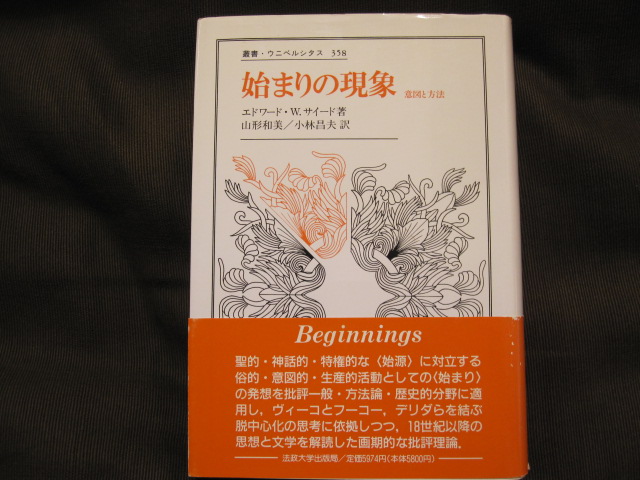 叢書・ウニベルシタス 358
始まりの現象 意図と方法
エドワード・W.サイード著
山形和美／小林昌夫 訳
Beginnings
聖的・神話的・特権的な〈始源〉に対立する
俗的・意図的・生産的活動としての〈始まり〉
の発想を批評一般・方法論・歴史的分野に適
用し，ヴィーコとフーコー，デリダらを結ぶ
脱中心化の思考に依拠しつつ，18世紀以降の
思想と文学を解読した画期的な批評理論．
法政大学出版局／定価5974円(本体5800円)